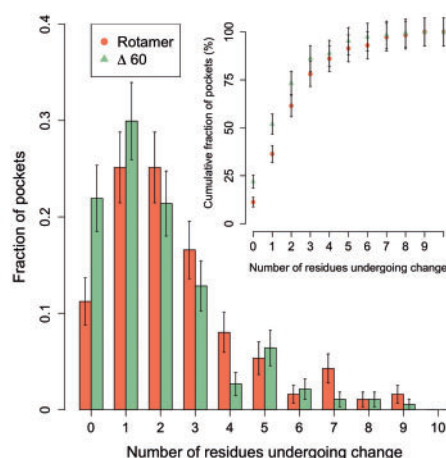 Fraction of pockets
0.4
0.3
0.2
0.1
0
Rotamer
Δ 60
0 1 2 3 4 5 6 7 8 9 10
Number of residues undergoing change
Cumulative fraction of pockets (%)
100
75
50
25
0
0 1 2 3 4 5 6 7 8 9
Number of residues undergoing change